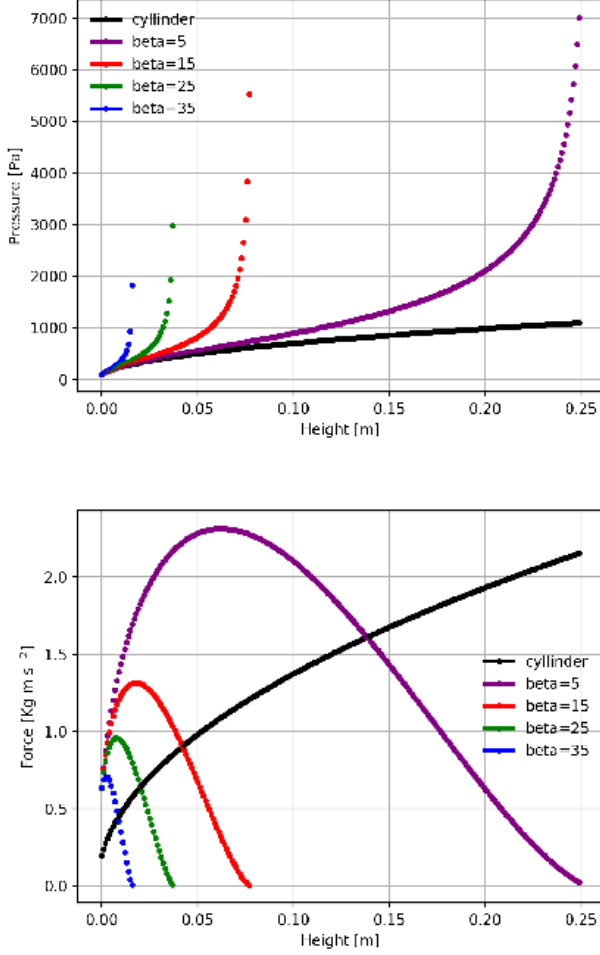 7000
6000
5000
4000
3000
2000
1000
0
Pressure [Pa]
cyllinder
beta=5
beta=15
beta=25
beta=35
0.00 0.05 0.10 0.15 0.20 0.25
Height [m]
2.0
1.5
1.0
0.5
0.0
Force [Kg m s⁻²]
cyllinder
beta=5
beta=15
beta=25
beta=35
0.00 0.05 0.10 0.15 0.20 0.25
Height [m]